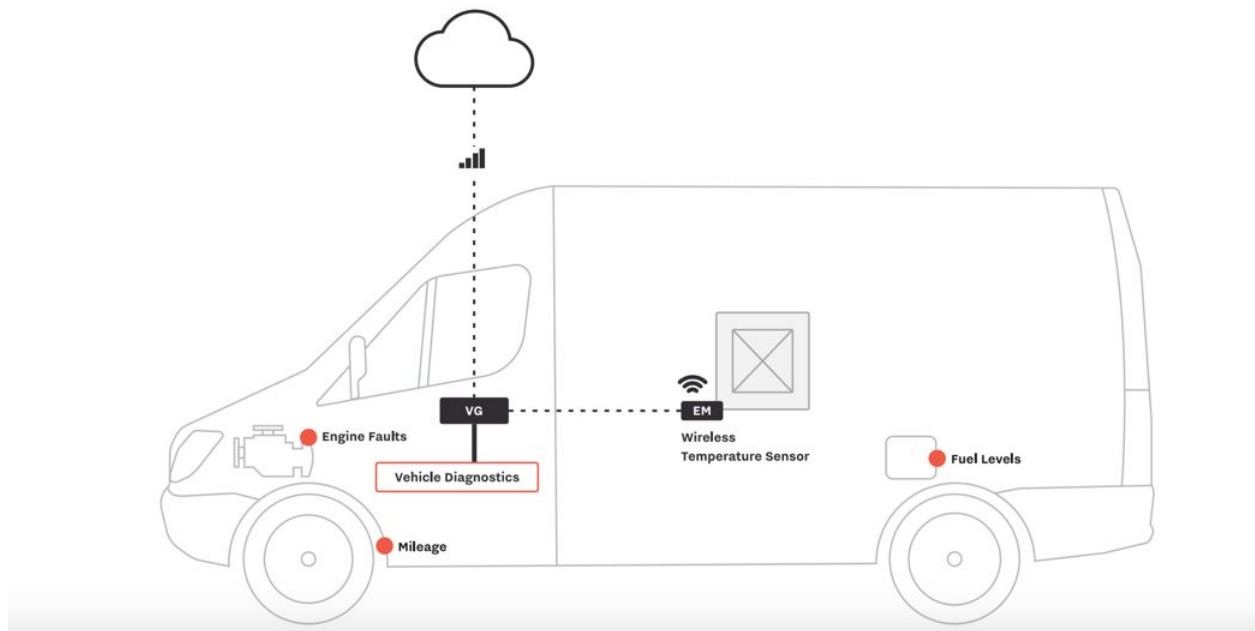 VG
EM
Engine Faults
Wireless
Temperature Sensor
Fuel Levels
Vehicle Diagnostics
Mileage